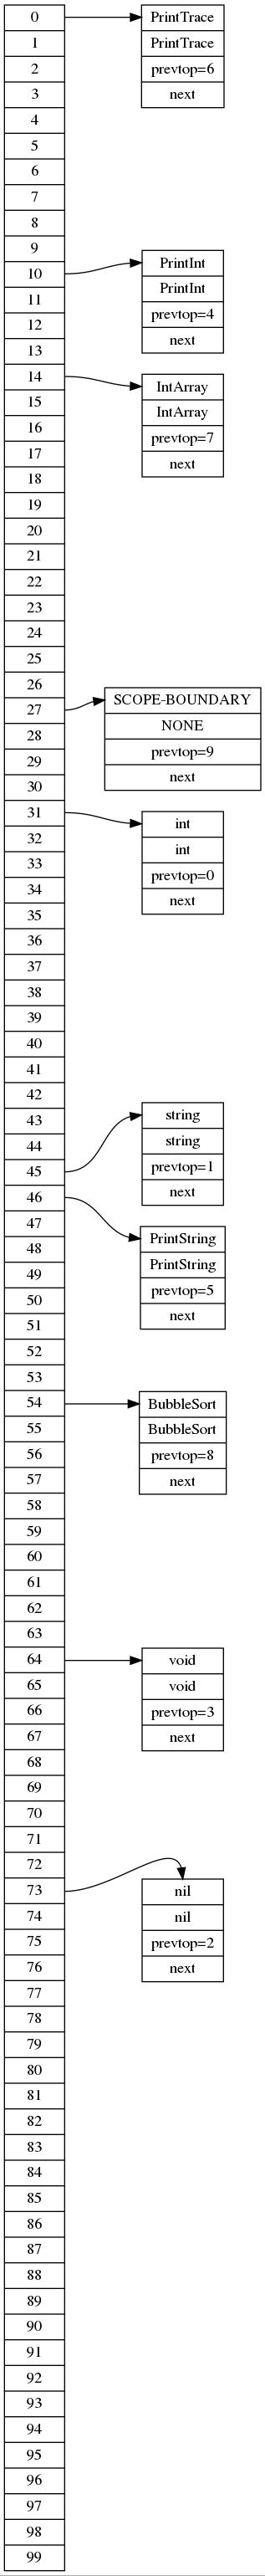 0
1
2
3
4
5
6
7
8
9
10
11
12
13
14
15
16
17
18
19
20
21
22
23
24
25
26
27
28
29
30
31
32
33
34
35
36
37
38
39
40
41
42
43
44
45
46
47
48
49
50
51
52
53
54
55
56
57
58
59
60
61
62
63
64
65
66
67
68
69
70
71
72
73
74
75
76
77
78
79
80
81
82
83
84
85
86
87
88
89
90
91
92
93
94
95
96
97
98
99
PrintTrace
PrintTrace
prevtop=6
next
PrintInt
PrintInt
prevtop=4
next
IntArray
IntArray
prevtop=7
next
SCOPE-BOUNDARY
NONE
prevtop=9
next
int
int
prevtop=0
next
string
string
prevtop=1
next
PrintString
PrintString
prevtop=5
next
BubbleSort
BubbleSort
prevtop=8
next
void
void
prevtop=3
next
nil
nil
prevtop=2
next